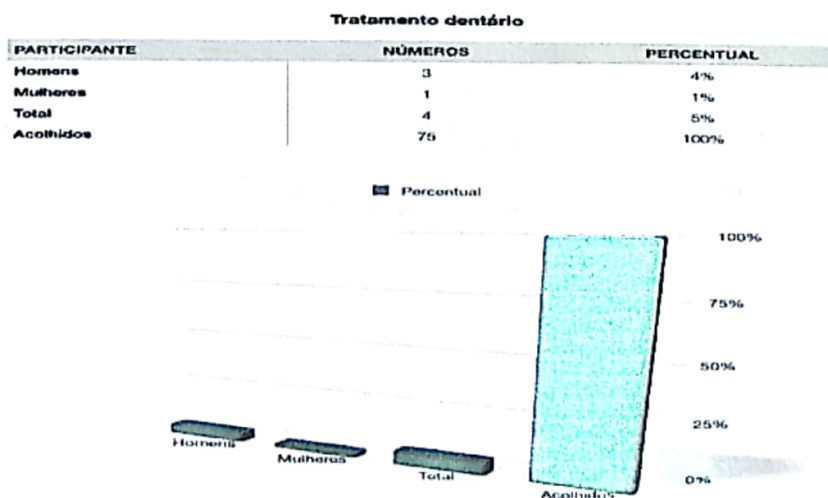 Tratamento dentário
PARTICIPANTE NÚMEROS PERCENTUAL
Homens 3 4%
Mulheres 1 1%
Total 4 5%
Acolhidos 75 100%
Percentual
100%
75%
50%
25%
0%
Homens
Mulheres
Total
Acolhidos